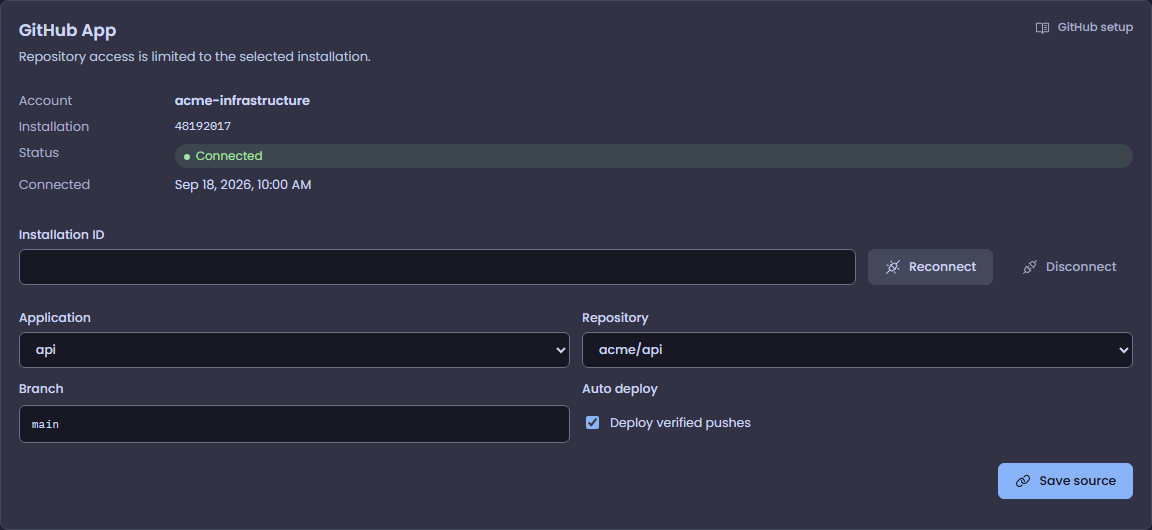 GitHub App
GitHub setup
Repository access is limited to the selected installation.
Account acme-infrastructure
Installation 48192017
Status Connected
Connected Sep 18, 2026, 10:00 AM
Installation ID
Reconnect Disconnect
Application Repository
api acme/api
Branch Auto deploy
main Deploy verified pushes
Save source